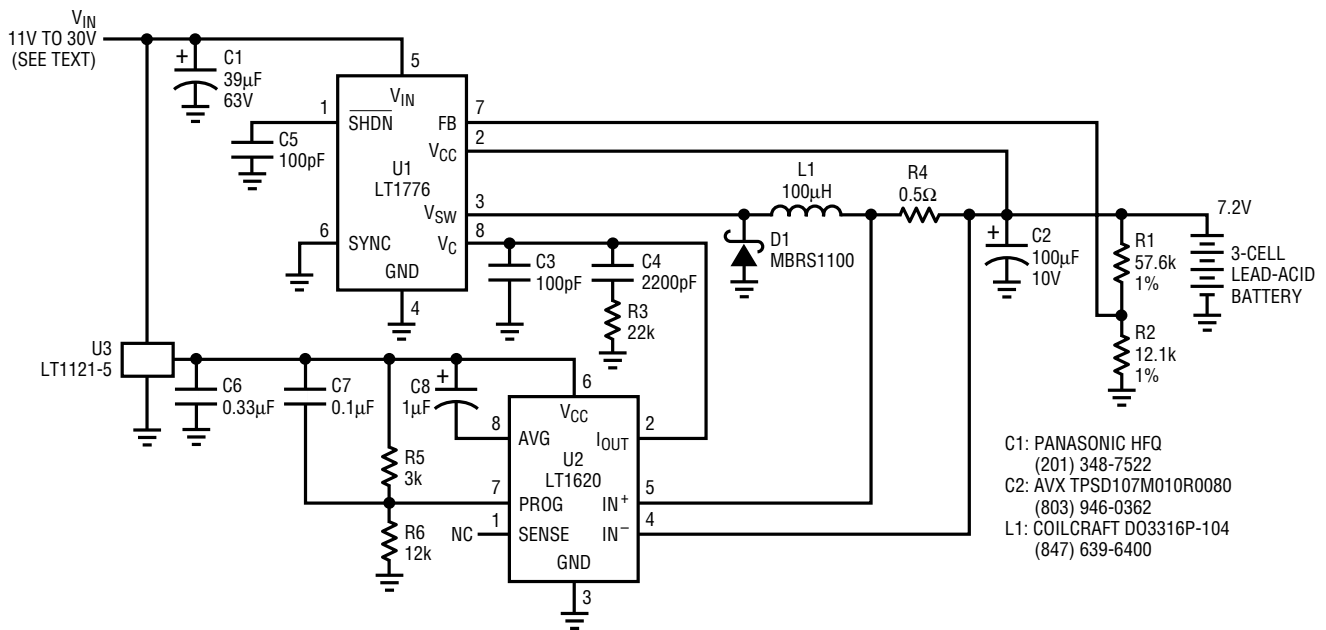 VIN
11V TO 30V
(SEE TEXT)
+
C1
39µF
63V
5
VIN
1
SHDN
C5
100pF
U1
LT1776
FB
7
VCC
2
VSW
3
VC
8
6
SYNC
GND
4
L1
100µH
R4
0.5Ω
D1
MBRS1100
+
C2
100µF
10V
7.2V
R1
57.6k
1%
3-CELL
LEAD-ACID
BATTERY
R2
12.1k
1%
C3
100pF
C4
2200pF
R3
22k
U3
LT1121-5
C6
0.33µF
C7
0.1µF
+
C8
1µF
R5
3k
R6
12k
6
VCC
8
AVG
IOUT
2
U2
LT1620
7
PROG
IN+
5
NC
1
SENSE
IN−
4
GND
3
C1: PANASONIC HFQ
(201) 348-7522
C2: AVX TPSD107M010R0080
(803) 946-0362
L1: COILCRAFT DO3316P-104
(847) 639-6400